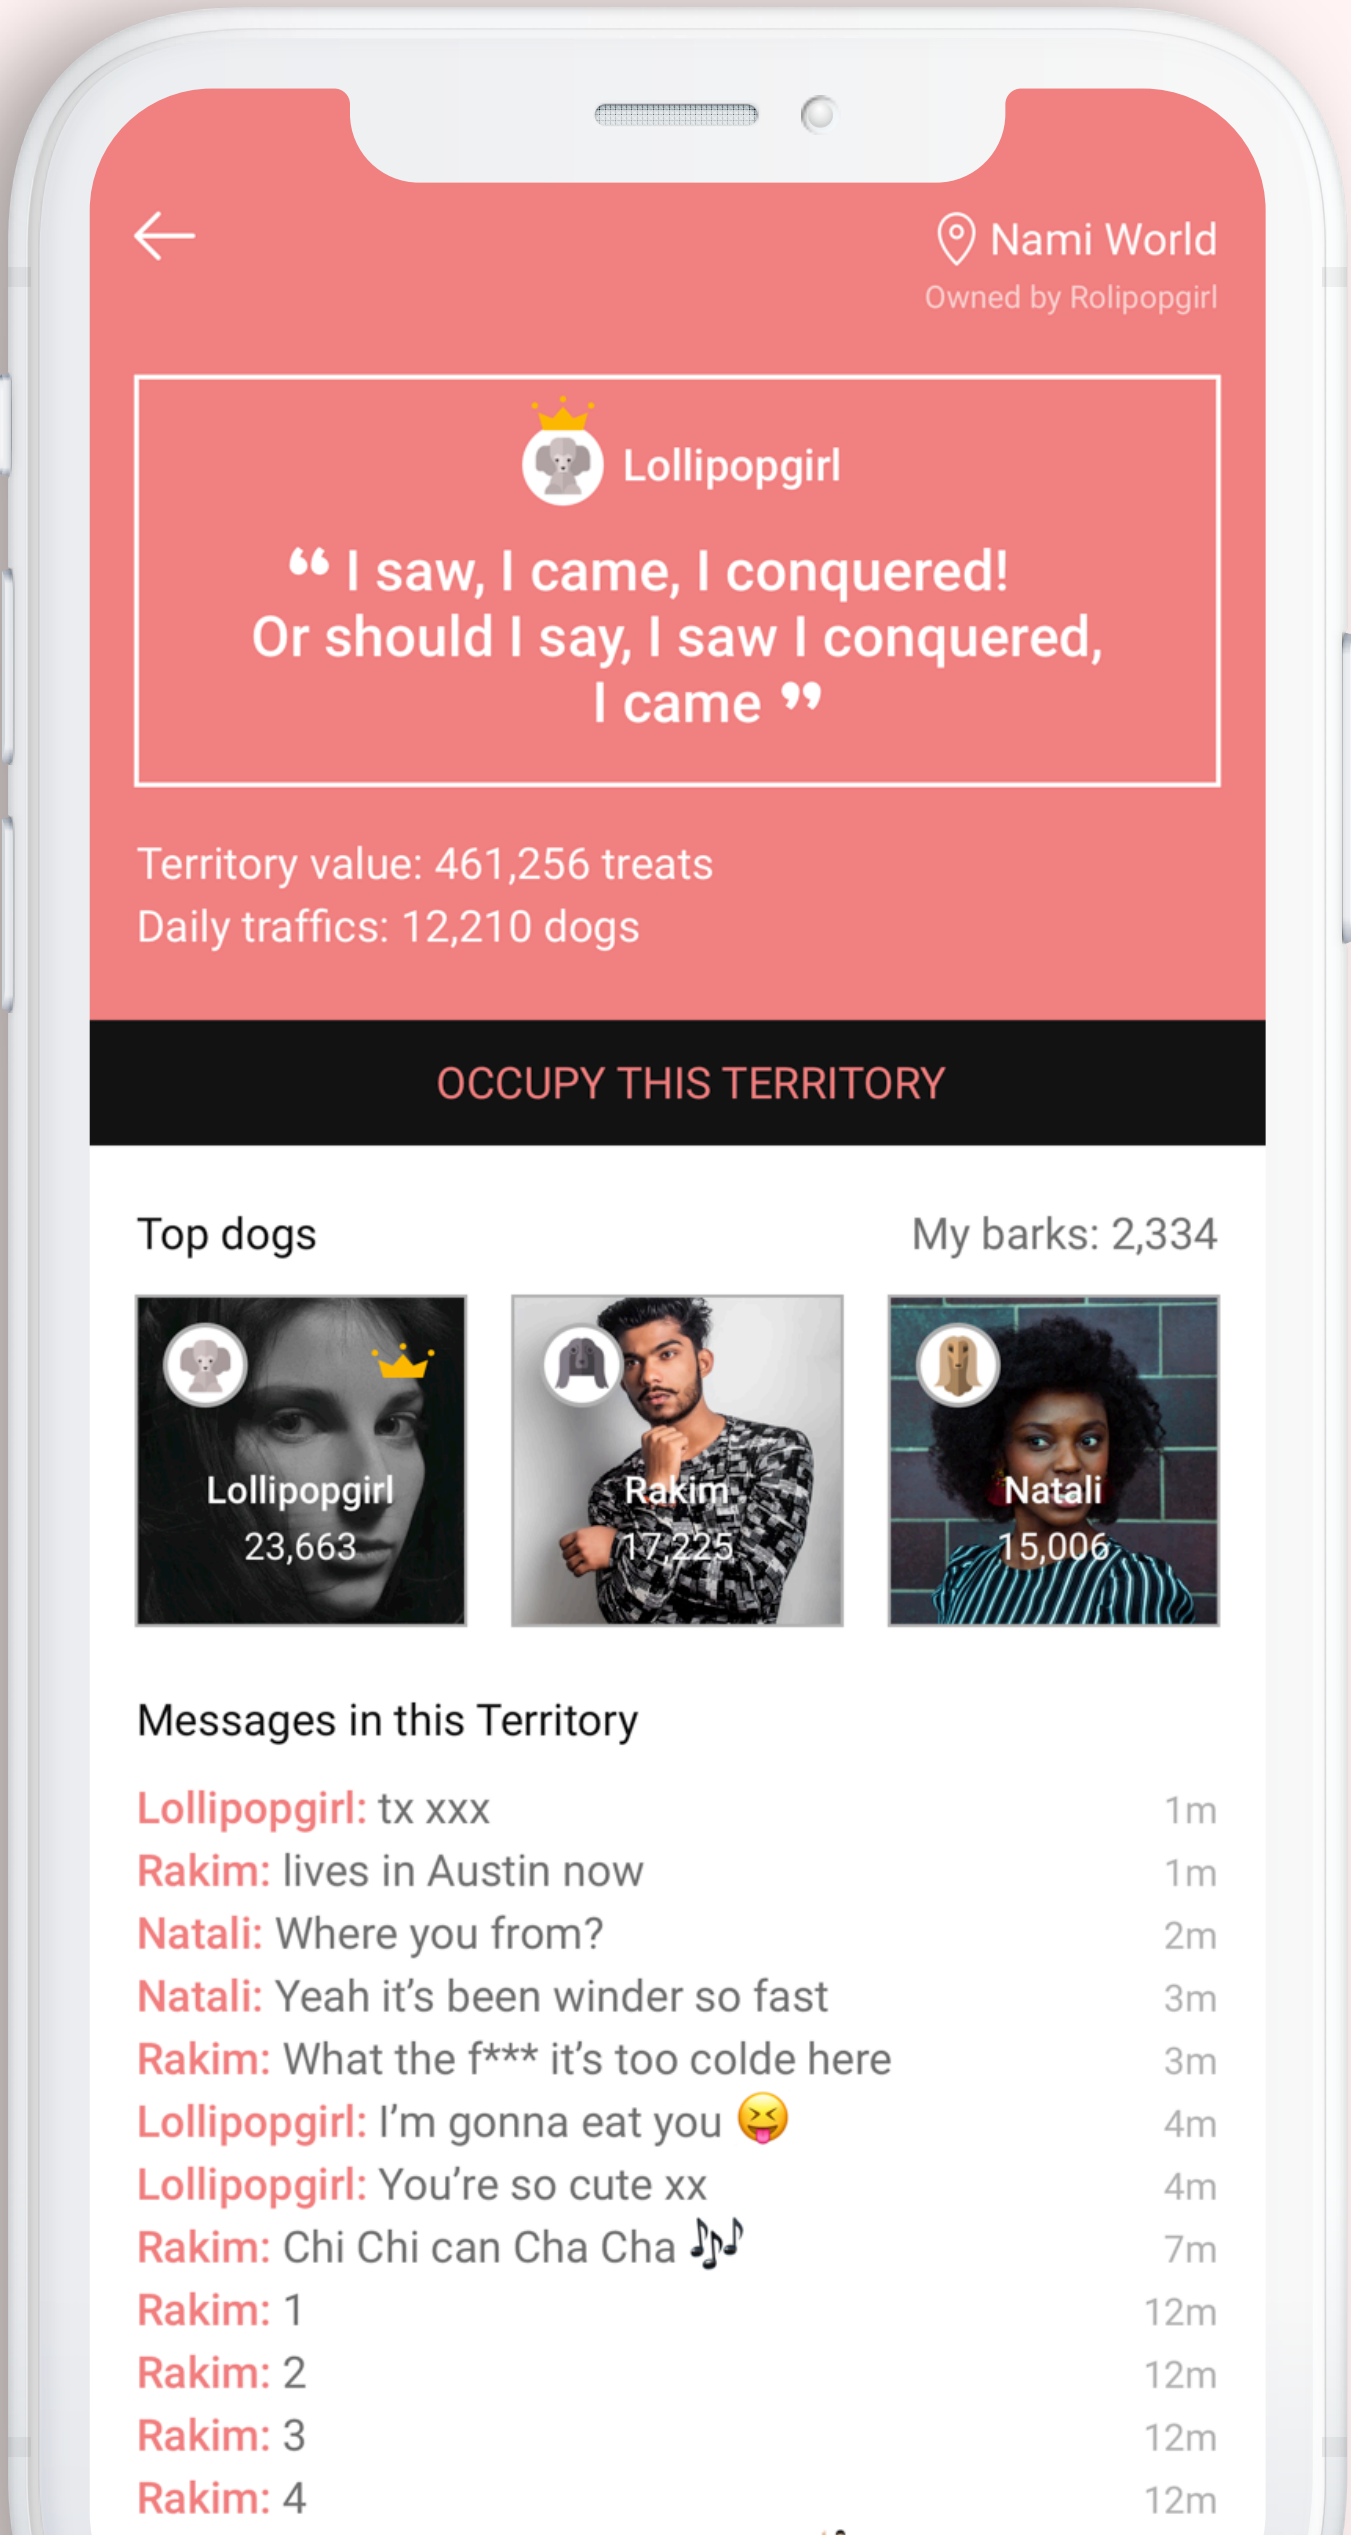 Nami World
Owned by Rolipopgirl
Lollipopgirl
“ I saw, I came, I conquered!
Or should I say, I saw I conquered,
I came ”
Territory value: 461,256 treats
Daily traffics: 12,210 dogs
OCCUPY THIS TERRITORY
Top dogs My barks: 2,334
Lollipopgirl Rakim Natali
23,663 17,225 15,006
Messages in this Territory
Lollipopgirl: tx xxx 1m
Rakim: lives in Austin now 1m
Natali: Where you from? 2m
Natali: Yeah it’s been winder so fast 3m
Rakim: What the f*** it’s too colde here 3m
Lollipopgirl: I’m gonna eat you 😝 4m
Lollipopgirl: You’re so cute xx 4m
Rakim: Chi Chi can Cha Cha 🎶 7m
Rakim: 1 12m
Rakim: 2 12m
Rakim: 3 12m
Rakim: 4 12m